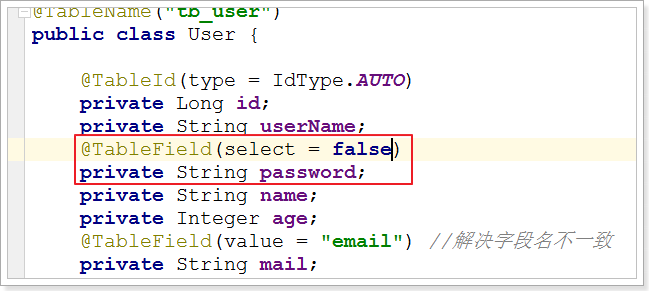 @TableName("tb_user")
public class User {
@TableId(type = IdType.AUTO)
private Long id;
private String userName;
@TableField(select = false)
private String password;
private String name;
private Integer age;
@TableField(value = "email") //解决字段名不一致
private String mail;